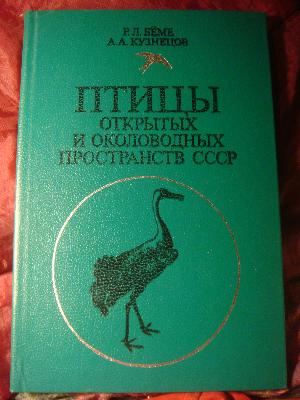 Р. Л. БЁМЕ
А. А. КУЗНЕЦОВ
ПТИЦЫ
ОТКРЫТЫХ
И ОКОЛОВОДНЫХ
ПРОСТРАНСТВ СССР